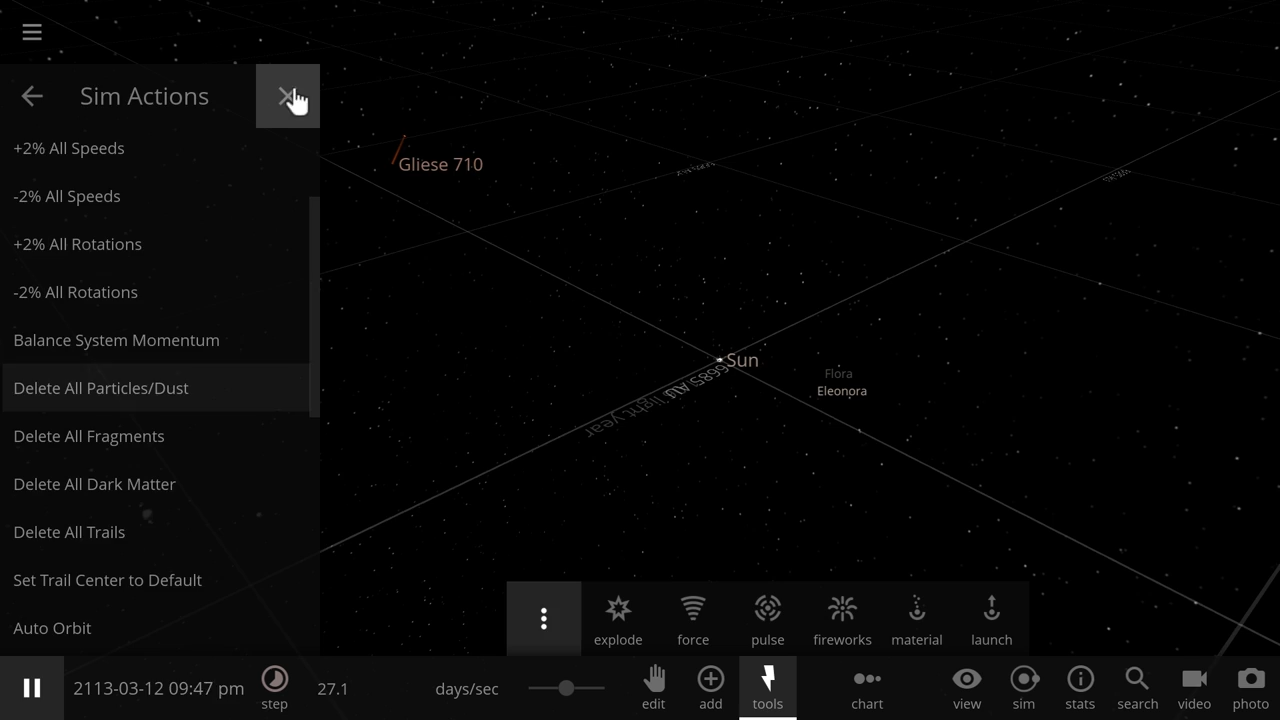 Sim Actions
+2% All Speeds
-2% All Speeds
+2% All Rotations
-2% All Rotations
Balance System Momentum
Delete All Particles/Dust
Delete All Fragments
Delete All Dark Matter
Delete All Trails
Set Trail Center to Default
Auto Orbit
Gliese 710
Sun
Flora
Eleonora
light year
explode
force
pulse
fireworks
material
launch
2113-03-12 09:47 pm
step
27.1
days/sec
edit
add
tools
chart
view
sim
stats
search
video
photo